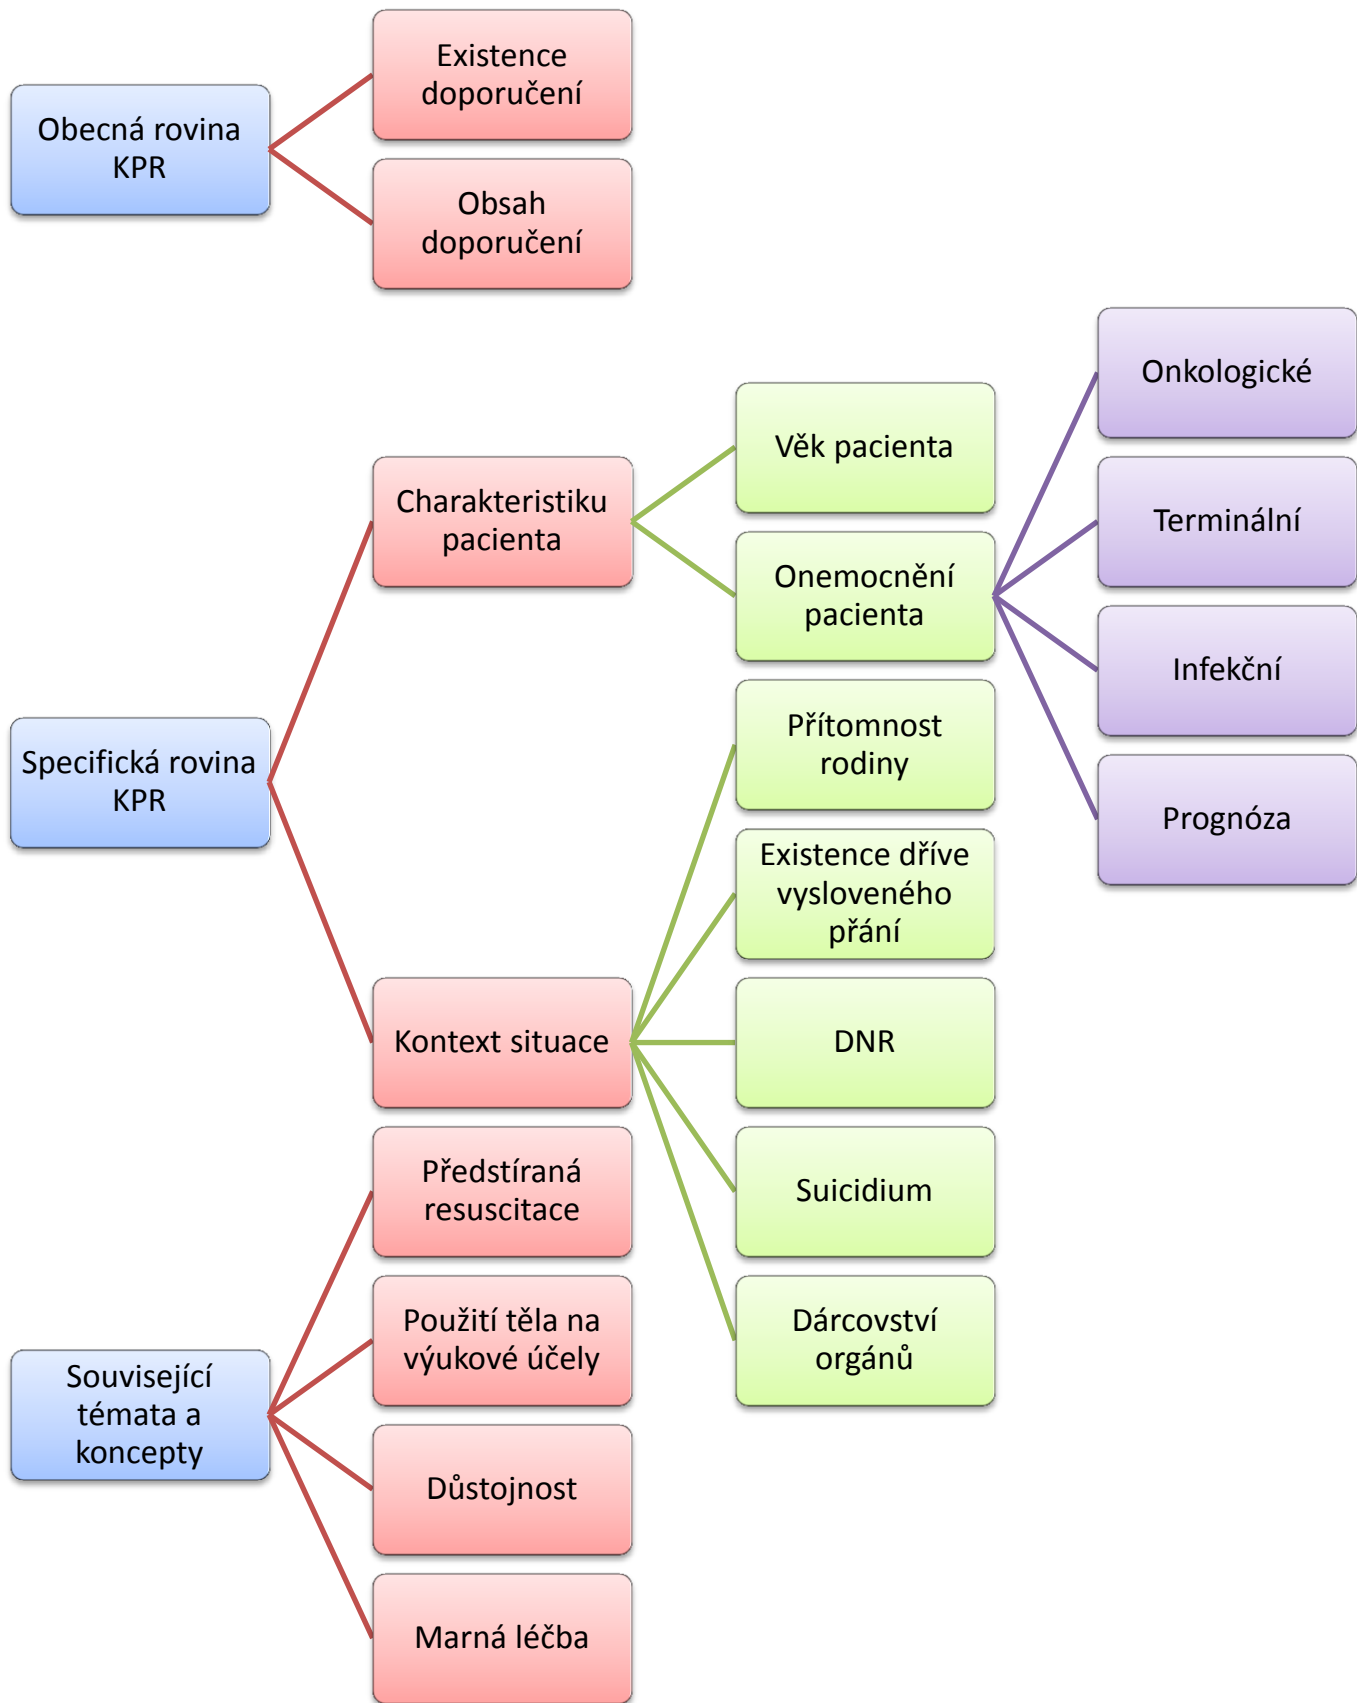 Obecná rovina
KPR
Existence
doporučení
Obsah
doporučení
Specifická rovina
KPR
Charakteristiku
pacienta
Věk pacienta
Onemocnění
pacienta
Onkologické
Terminální
Infekční
Prognóza
Kontext situace
Přítomnost
rodiny
Existence dříve
vysloveného
přání
DNR
Suicidium
Dárcovství
orgánů
Související
témata a
koncepty
Předstíraná
resuscitace
Použití těla na
výukové účely
Důstojnost
Marná léčba